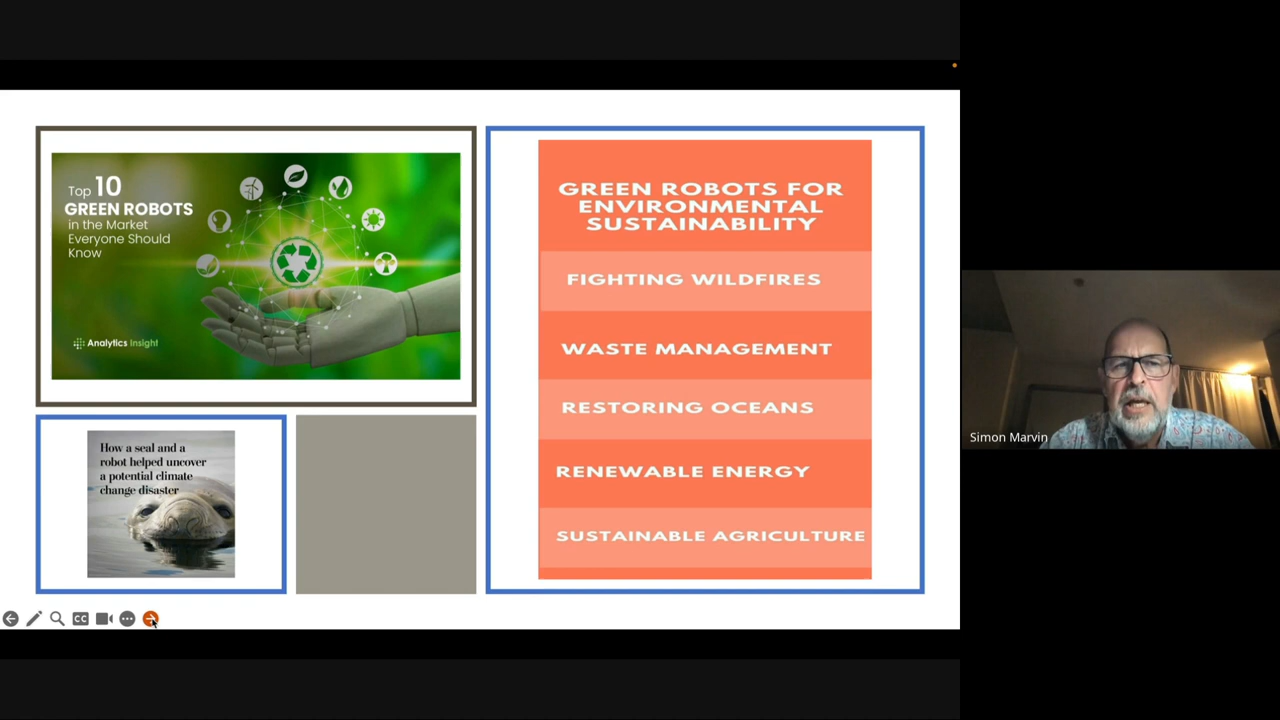 Top 10
GREEN ROBOTS
in the Market
Everyone Should
Know
Analytics Insight
How a seal and a
robot helped uncover
a potential climate
change disaster
GREEN ROBOTS FOR
ENVIRONMENTAL
SUSTAINABILITY
FIGHTING WILDFIRES
WASTE MANAGEMENT
RESTORING OCEANS
RENEWABLE ENERGY
SUSTAINABLE AGRICULTURE
CC
Simon Marvin